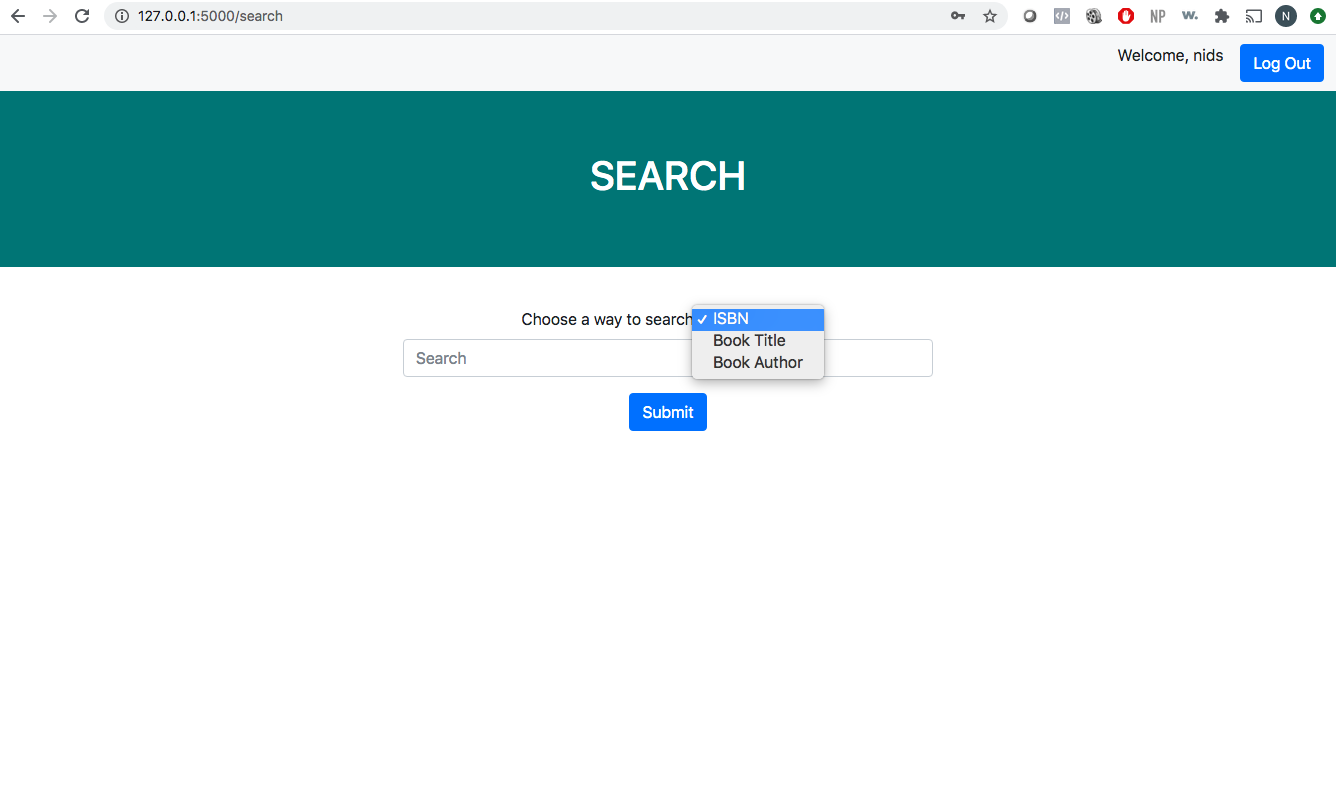 127.0.0.1:5000/search
NP
w.
N
Welcome, nids
Log Out
SEARCH
Choose a way to search
✓ ISBN
Book Title
Book Author
Search
Submit